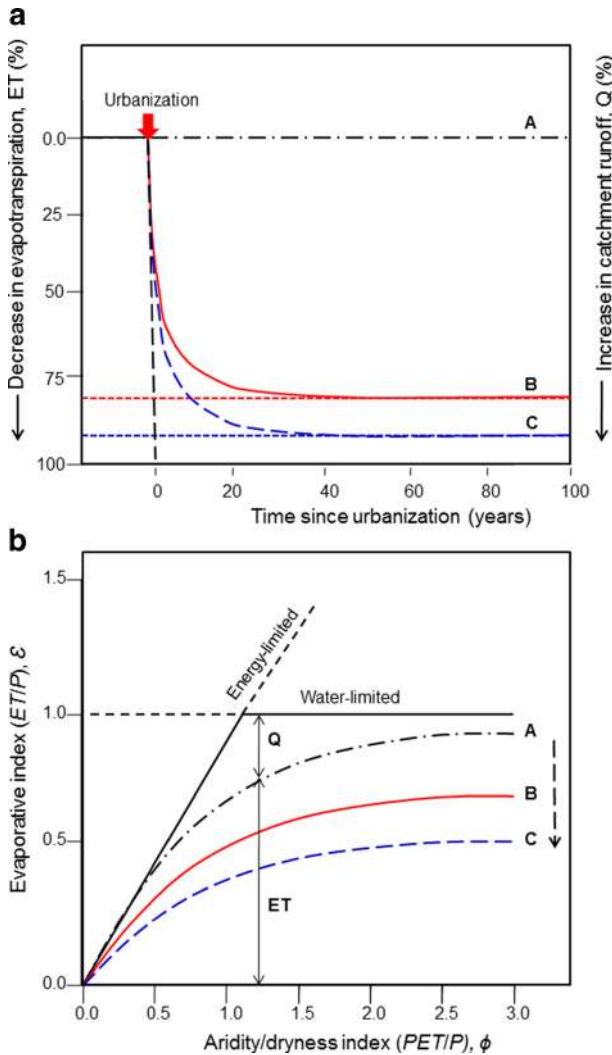 a
Decrease in evapotranspiration, ET (%)
Urbanization
0.0
25
50
75
100
A
B
C
Increase in catchment runoff, Q (%)
0
20
40
60
80
100
Time since urbanization (years)
b
Evaporative index (ET/P), ℇ
1.5
1.0
0.5
0.0
Energy-limited
Water-limited
Q
ET
A
B
C
0.0
0.5
1.0
1.5
2.0
2.5
3.0
Aridity/dryness index (PET/P), ϕ